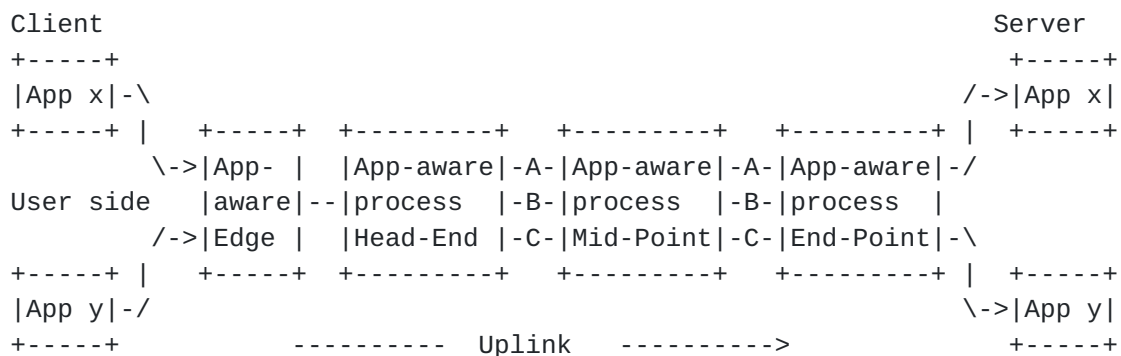 Client                                                      Server
+-----+                                                     +-----+
|App x|-\                                                /->|App x|
+-----+ |   +-----+  +---------+   +---------+   +---------+ |  +-----+
         \->|App- |  |App-aware|-A-|App-aware|-A-|App-aware|-/
User side   |aware|--|process  |-B-|process  |-B-|process  |
         /->|Edge |  |Head-End |-C-|Mid-Point|-C-|End-Point|-\
+-----+ |   +-----+  +---------+   +---------+   +---------+ |  +-----+
|App y|-/                                                \->|App y|
+-----+          ----------  Uplink   ---------->           +-----+